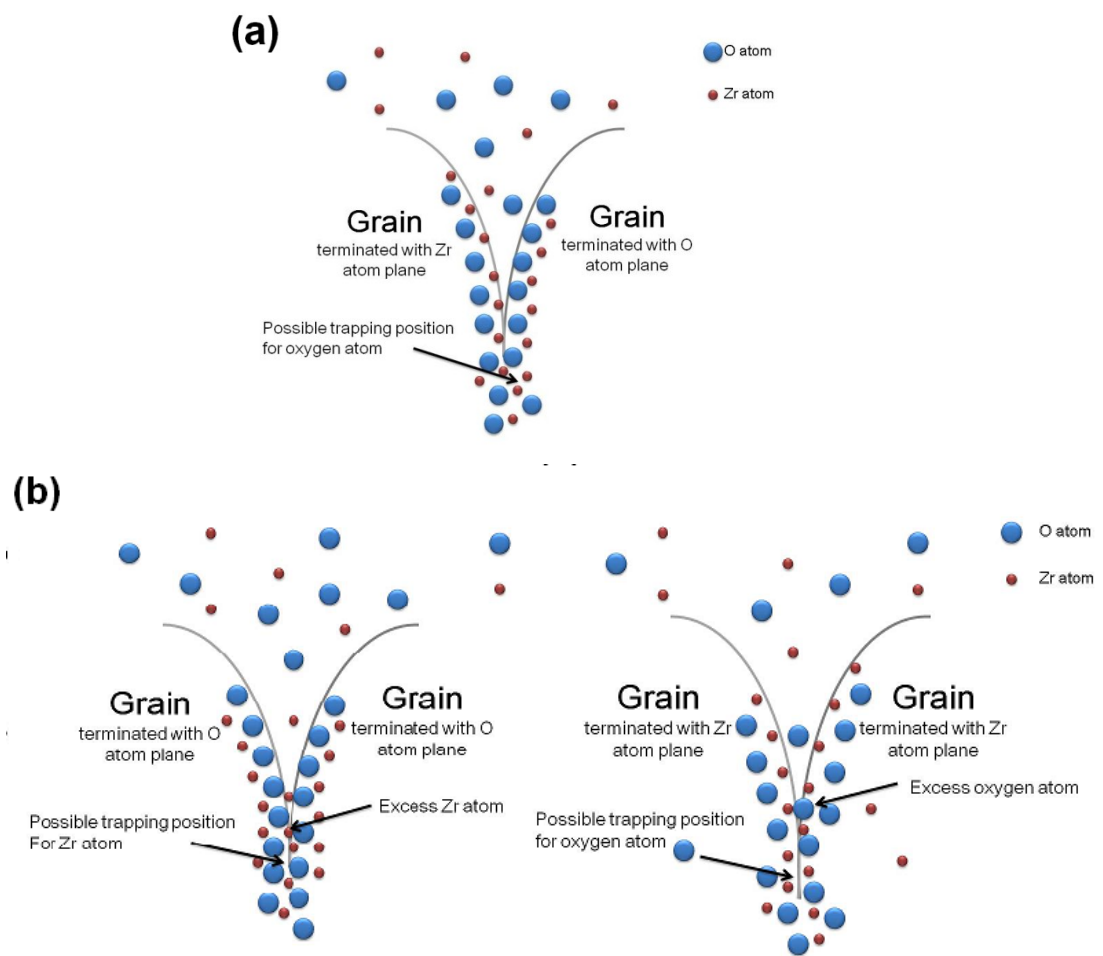 (a)
O atom
Zr atom
Grain
terminated with Zr
atom plane
Grain
terminated with O
atom plane
Possible trapping position
for oxygen atom
(b)
O atom
Zr atom
Grain
terminated with O
atom plane
Grain
terminated with O
atom plane
Excess Zr atom
Possible trapping position
For Zr atom
Grain
terminated with Zr
atom plane
Grain
terminated with Zr
atom plane
Excess oxygen atom
Possible trapping position
for oxygen atom